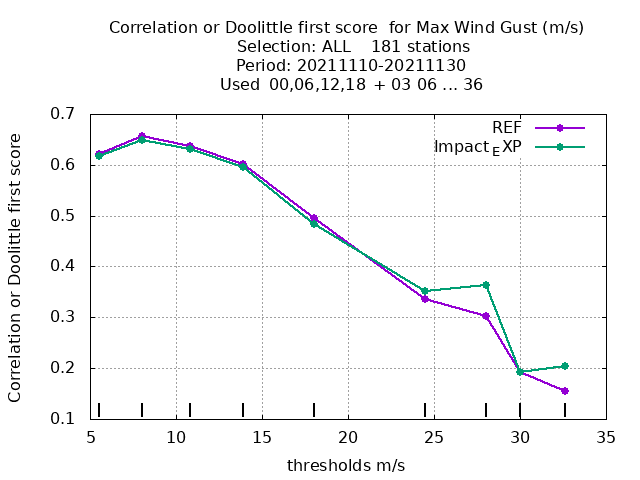 Correlation or Doolittle first score  for Max Wind Gust (m/s)
Selection: ALL    181 stations
Period: 20211110-20211130
Used  00,06,12,18  + 03 06 ... 36
REF
Impact_EXP
0.7
0.6
0.5
0.4
0.3
0.2
0.1
Correlation or Doolittle first score
5 10 15 20 25 30 35
thresholds m/s